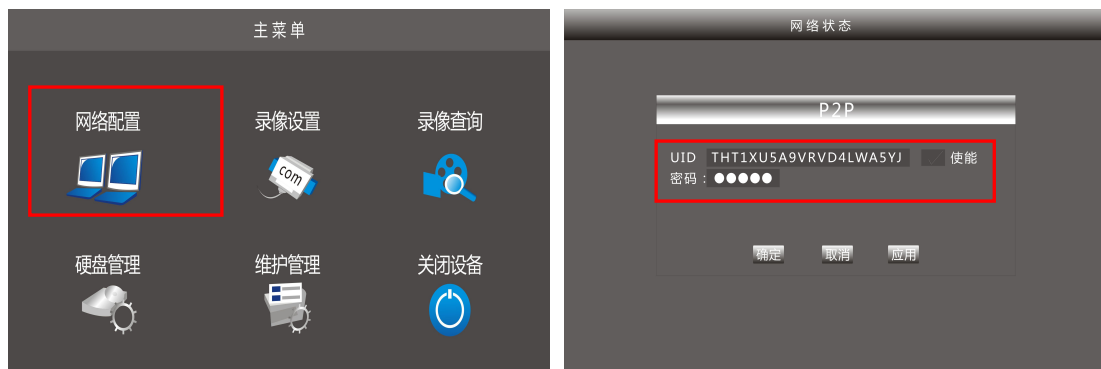 主菜单
网络配置
录像设置
录像查询
com
硬盘管理
维护管理
关闭设备
网络状态
P2P
UID THT1XU5A9VRVD4LWA5YJ 使能
密码 : ●●●●●
确定 取消 应用